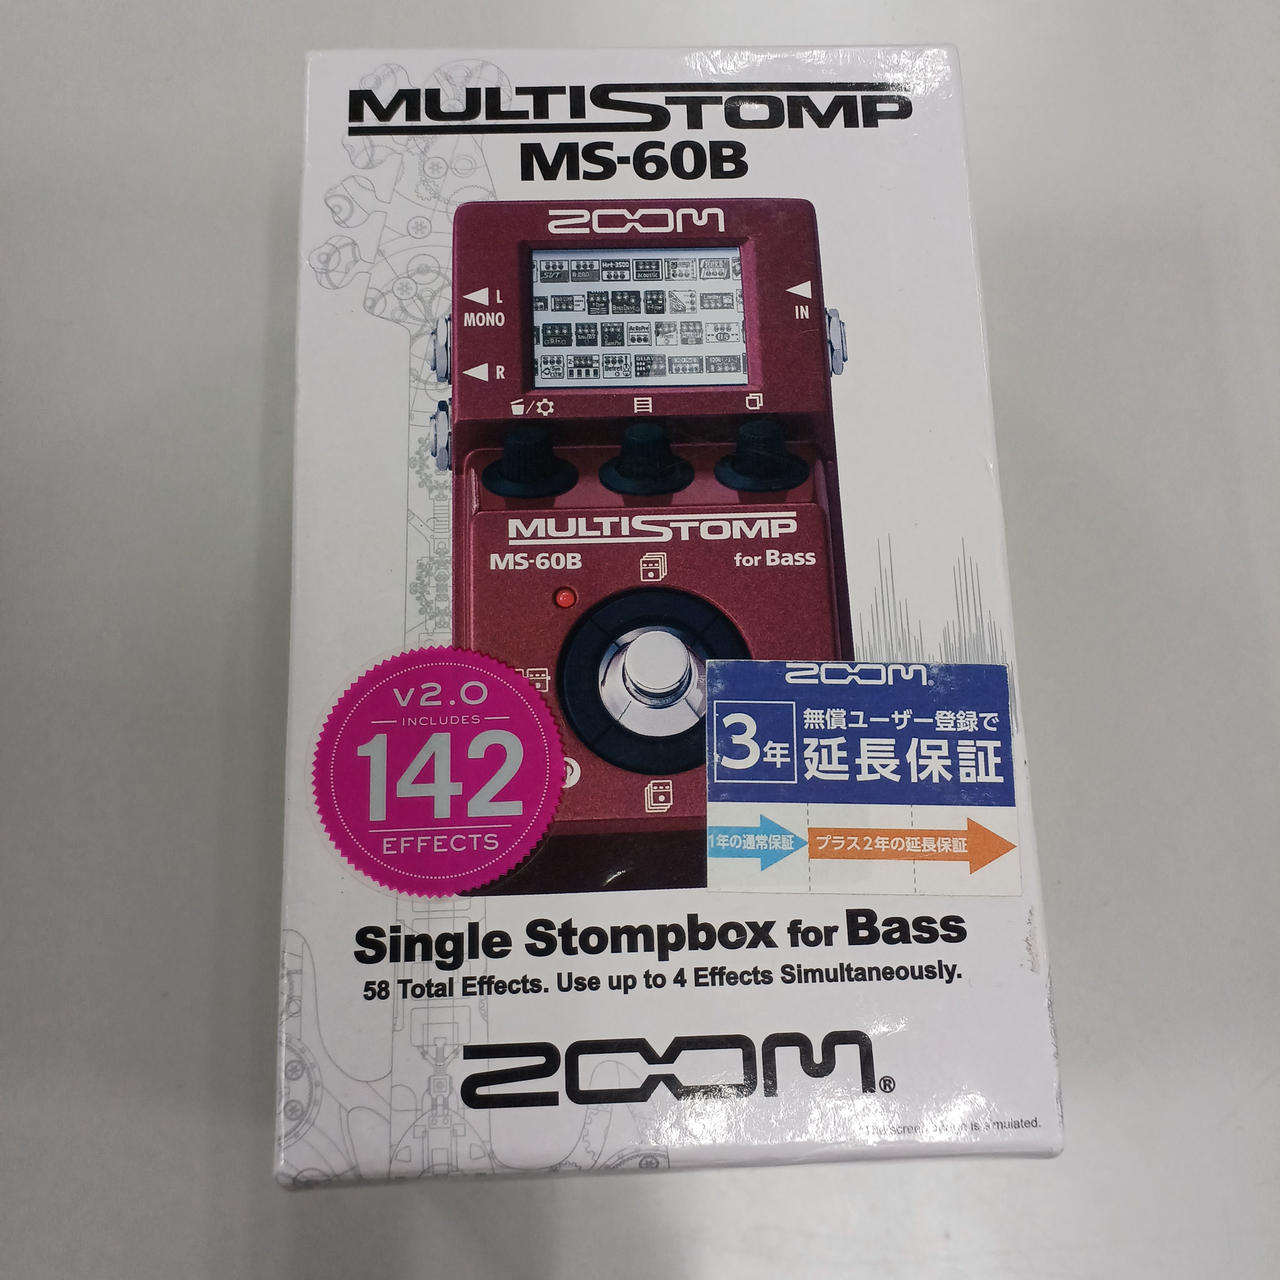 MULTISTOMP
MS-60B
ZOOM
L
MONO
IN
R
MULTISTOMP
MS-60B
for Bass
v2.0
INCLUDES
142
EFFECTS
ZOOM®
3年
無償ユーザー登録で
延長保証
1年の通常保証
プラス2年の延長保証
Single Stompbox for Bass
58 Total Effects. Use up to 4 Effects Simultaneously.
ZOOM®
is simulated.